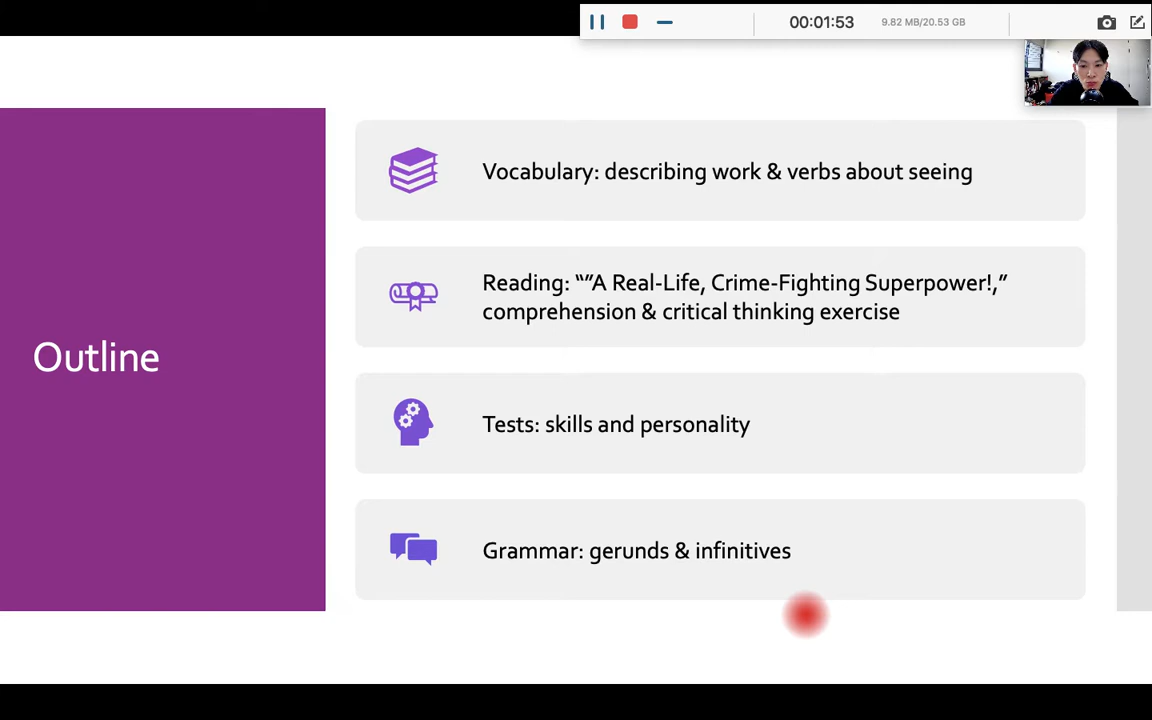 00:01:53
9.82 MB/20.53 GB
Outline
Vocabulary: describing work & verbs about seeing
Reading: “”A Real-Life, Crime-Fighting Superpower!,”
comprehension & critical thinking exercise
Tests: skills and personality
Grammar: gerunds & infinitives